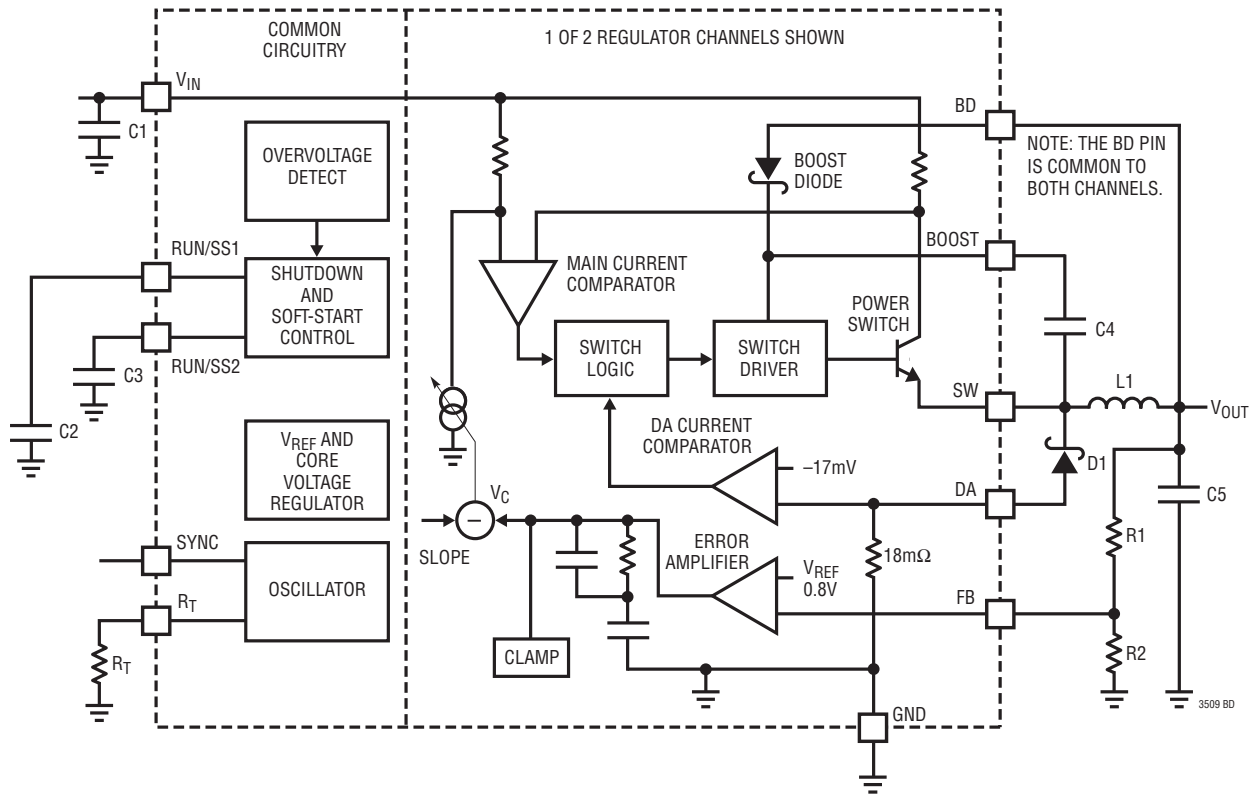 COMMON
CIRCUITRY
1 OF 2 REGULATOR CHANNELS SHOWN
VIN
C1
OVERVOLTAGE
DETECT
BD
NOTE: THE BD PIN
IS COMMON TO
BOTH CHANNELS.
BOOST
DIODE
RUN/SS1
SHUTDOWN
AND
SOFT-START
CONTROL
RUN/SS2
C3
C2
MAIN CURRENT
COMPARATOR
BOOST
POWER
SWITCH
C4
SWITCH
LOGIC
SWITCH
DRIVER
SW
L1
VOUT
DA CURRENT
COMPARATOR
–17mV
D1
DA
C5
VREF AND
CORE
VOLTAGE
REGULATOR
VC
–
SLOPE
ERROR
AMPLIFIER
18mΩ
R1
VREF
0.8V
FB
SYNC
OSCILLATOR
RT
RT
CLAMP
R2
GND
3509 BD